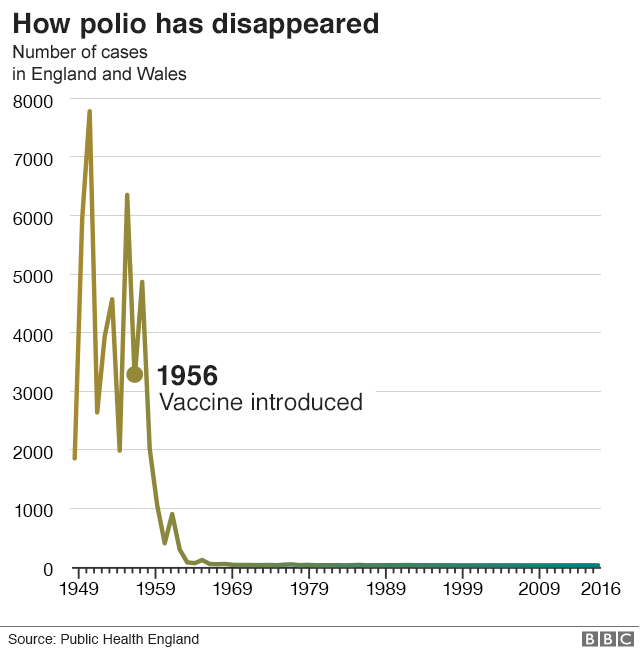 How polio has disappeared
Number of cases
in England and Wales
8000
7000
6000
5000
4000
3000
2000
1000
0
1956
Vaccine introduced
1949 1959 1969 1979 1989 1999 2009 2016
Source: Public Health England
BBC